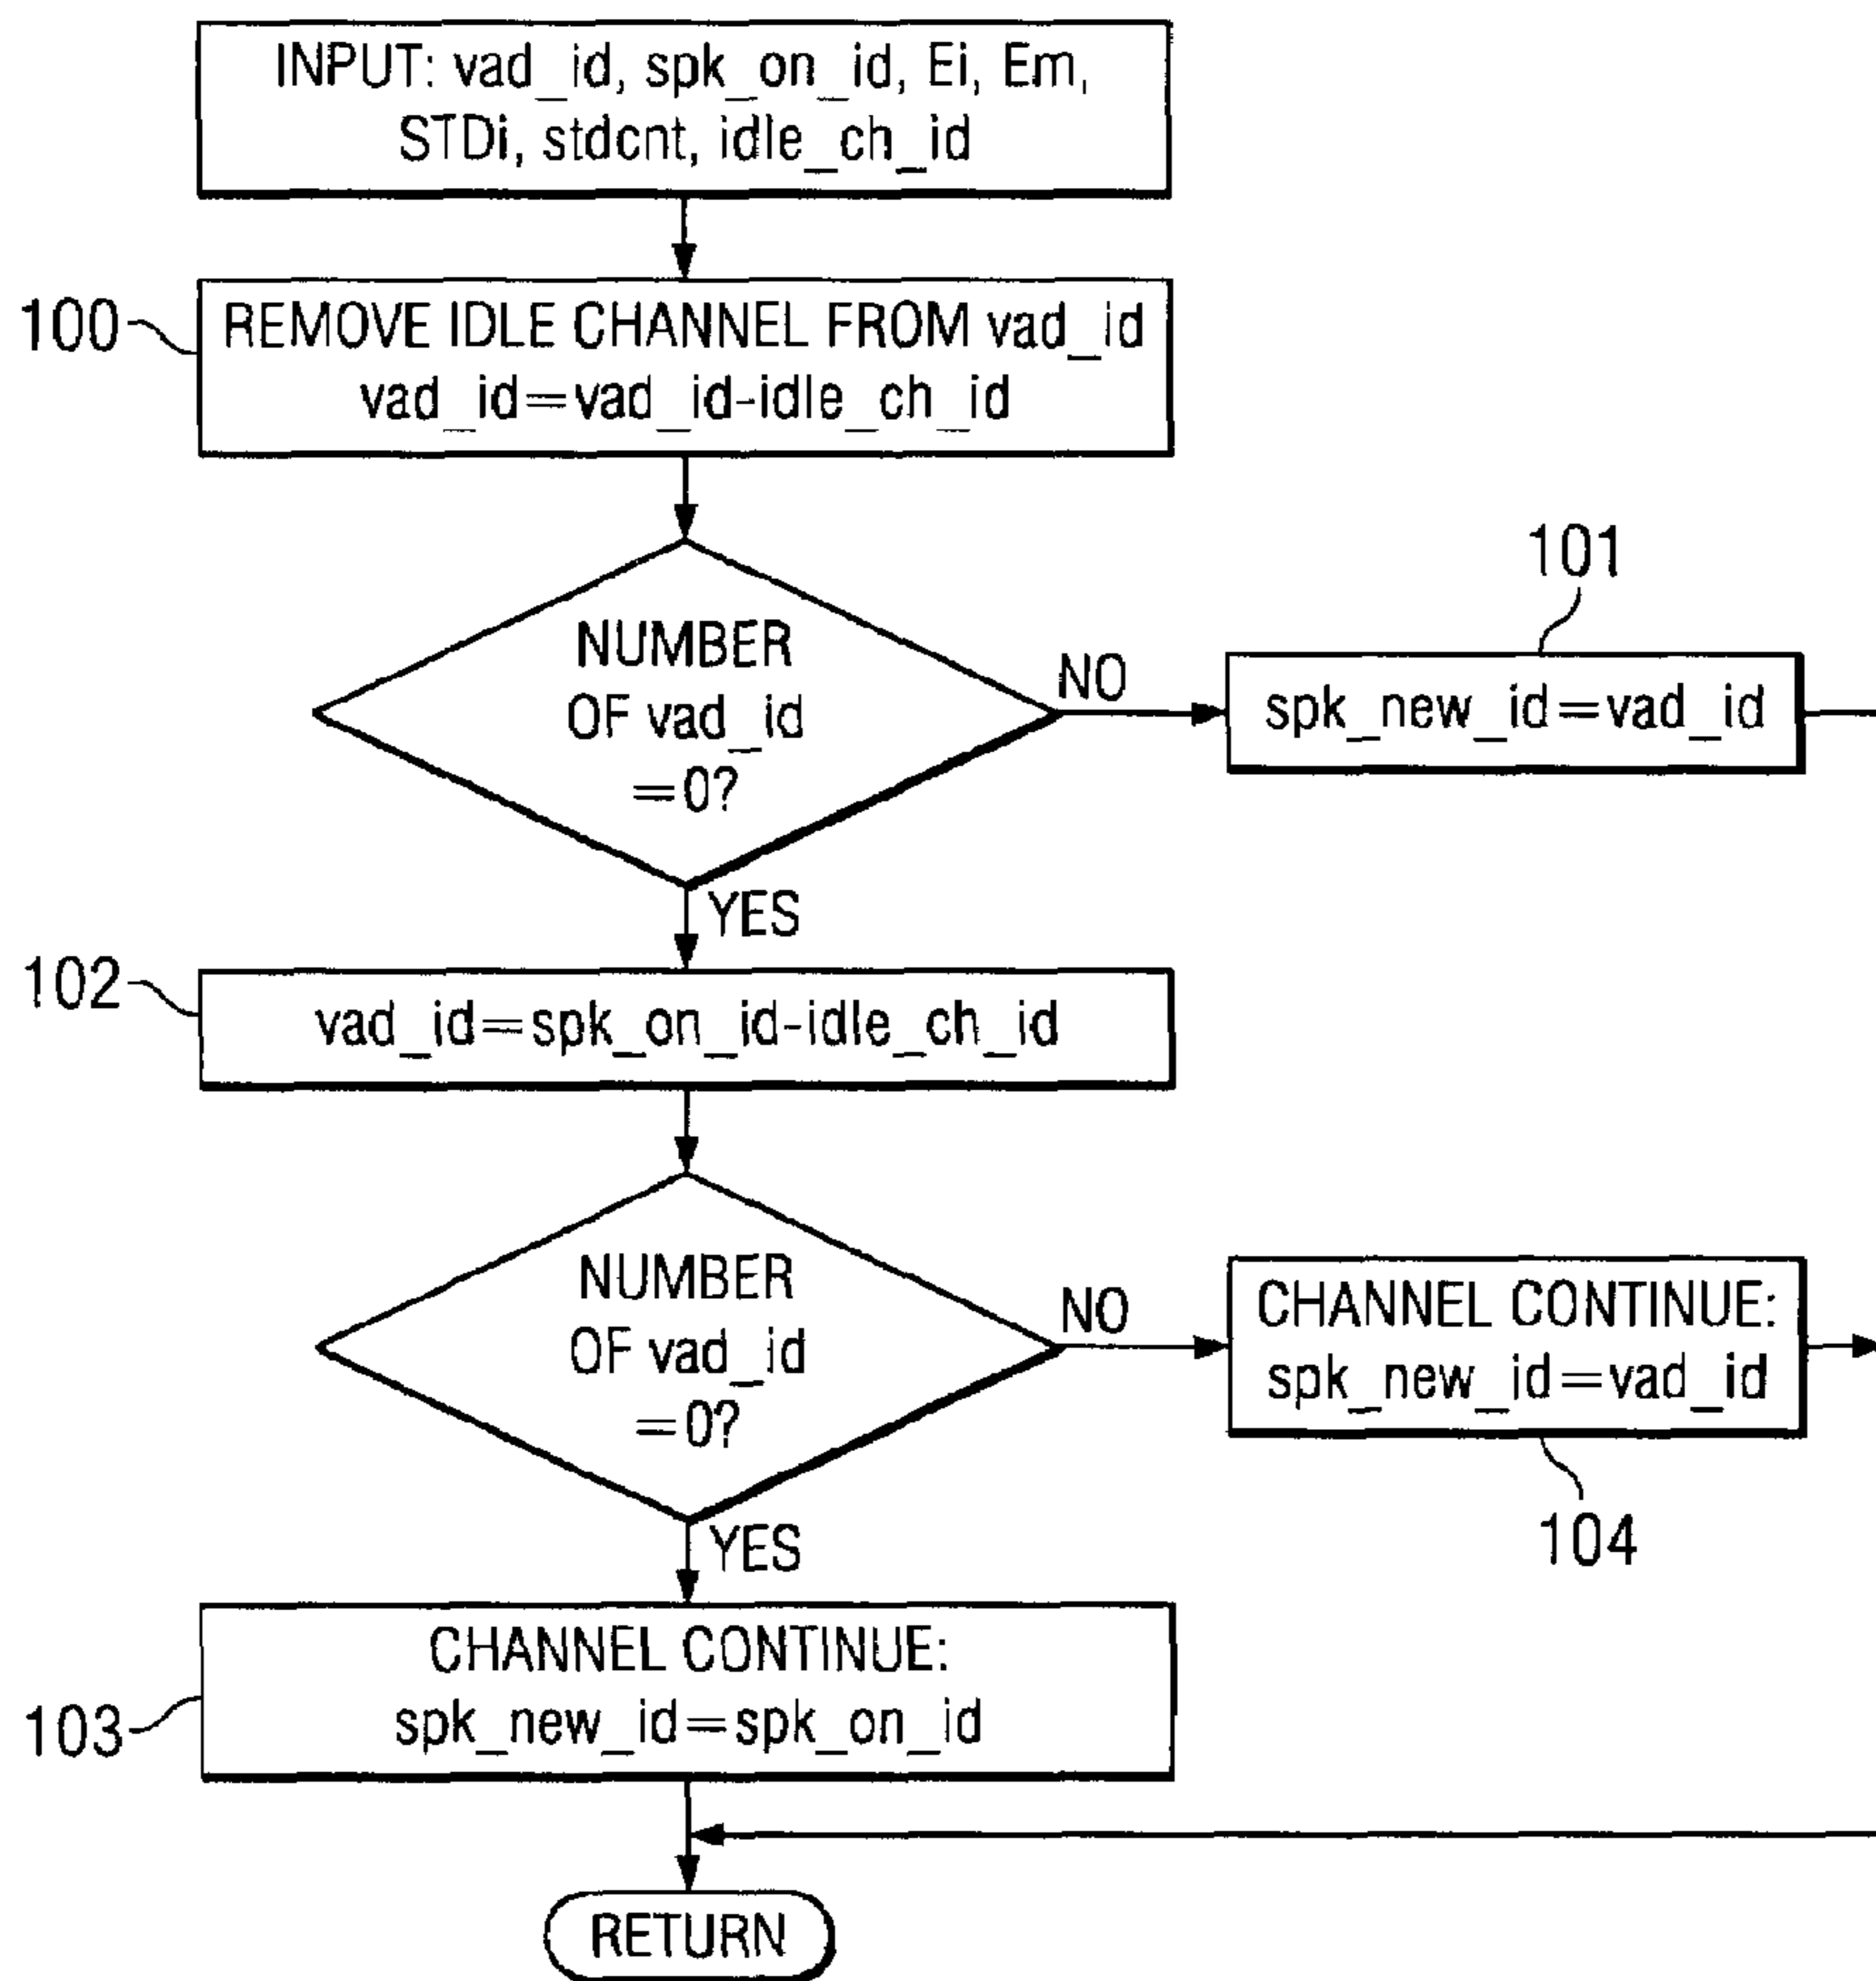 INPUT: vad_id, spk_on_id, Ei, Em,
STDi, stdcnt, idle_ch_id
100
REMOVE IDLE CHANNEL FROM vad_id
vad_id=vad_id-idle_ch_id
NUMBER
OF vad_id
=0?
NO
101
spk_new_id=vad_id
YES
102
vad_id=spk_on_id-idle_ch_id
NUMBER
OF vad_id
=0?
NO
CHANNEL CONTINUE:
spk_new_id=vad_id
104
YES
CHANNEL CONTINUE:
spk_new_id=spk_on_id
103
RETURN